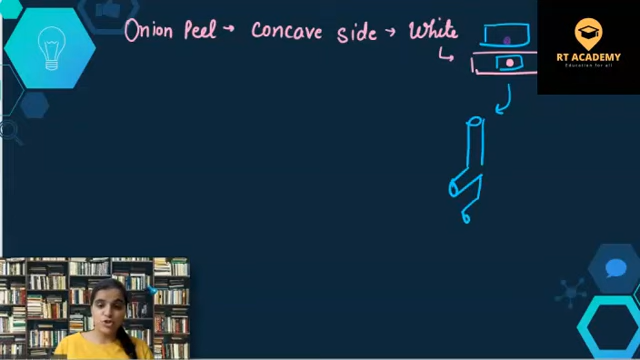 Onion Peel → Concave side → White
RT ACADEMY
Education for all